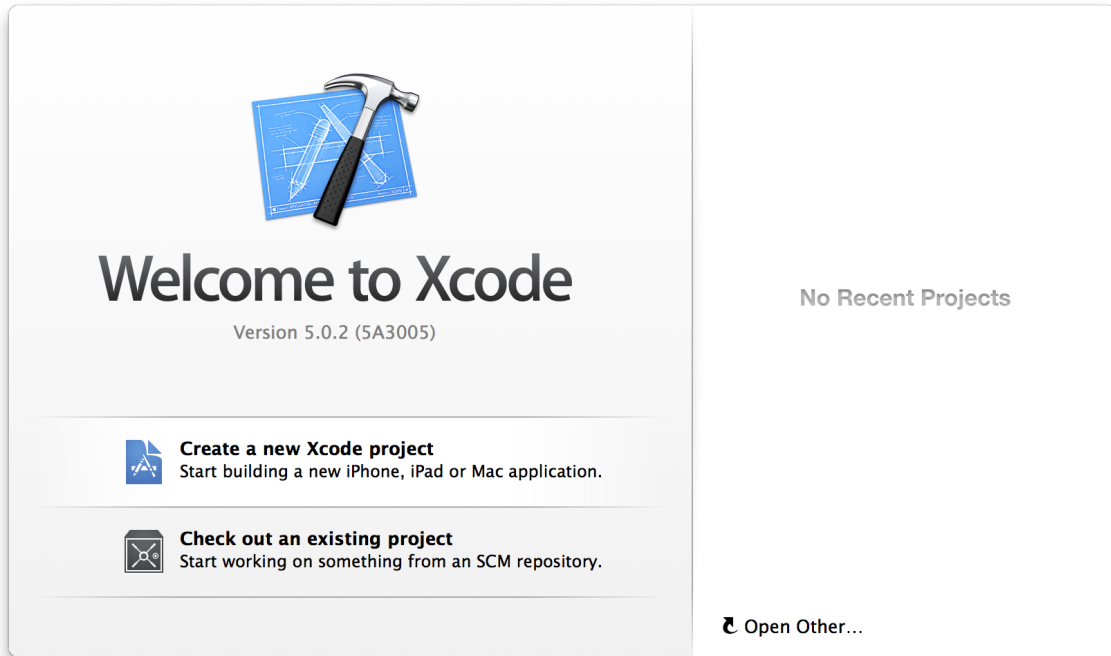 Welcome to Xcode
Version 5.0.2 (5A3005)
Create a new Xcode project
Start building a new iPhone, iPad or Mac application.
Check out an existing project
Start working on something from an SCM repository.
No Recent Projects
Open Other…